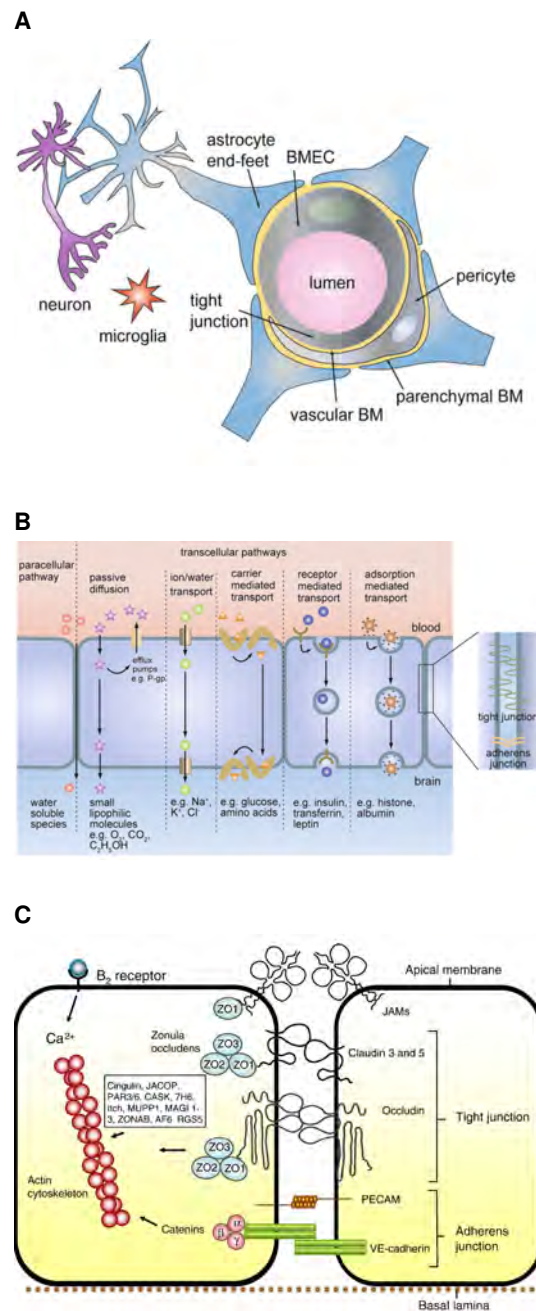 A
astrocyte
end-feet
BMEC
lumen
pericyte
neuron
microglia
tight
junction
parenchymal BM
vascular BM
B
transcellular pathways
paracellular
pathway
passive
diffusion
ion/water
transport
carrier
mediated
transport
receptor
mediated
transport
adsorption
mediated
transport
blood
efflux
pumps
e.g. P-gp
tight junction
adherens
junction
brain
water
soluble
species
small
lipophilic
molecules
e.g. O₂, CO₂,
C₂H₅OH
e.g. Na⁺,
K⁺, Cl⁻
e.g. glucose,
amino acids
e.g. insulin,
transferrin,
leptin
e.g. histone,
albumin
C
B₂ receptor
Apical membrane
ZO1
JAMs
Ca²⁺
Zonula
occludens
ZO3
ZO2
ZO1
Claudin 3 and 5
Cingulin, JACOP,
PAR3/6, CASK, 7H6,
Itch, MUPP1, MAGI 1-
3, ZONAB, AF6 RGS5
Occludin
Tight junction
ZO3
ZO2
ZO1
Actin
cytoskeleton
PECAM
Catenins
α
β
γ
VE-cadherin
Adherens
junction
Basal lamina